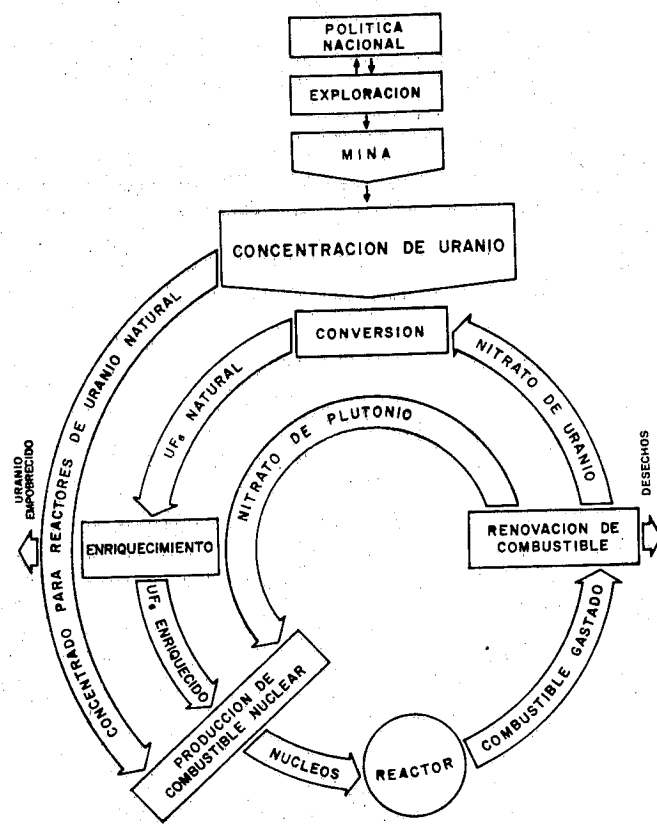 POLITICA
NACIONAL
EXPLORACION
MINA
CONCENTRACION DE URANIO
CONVERSION
CONCENTRADO PARA REACTORES DE URANIO NATURAL
UF₆ NATURAL
NITRATO DE PLUTONIO
NITRATO DE URANIO
URANIO
EMPOBRECIDO
DESECHOS
ENRIQUECIMIENTO
RENOVACION DE
COMBUSTIBLE
UF₆ ENRIQUECIDO
PRODUCCION DE
COMBUSTIBLE NUCLEAR
NUCLEOS
REACTOR
COMBUSTIBLE GASTADO